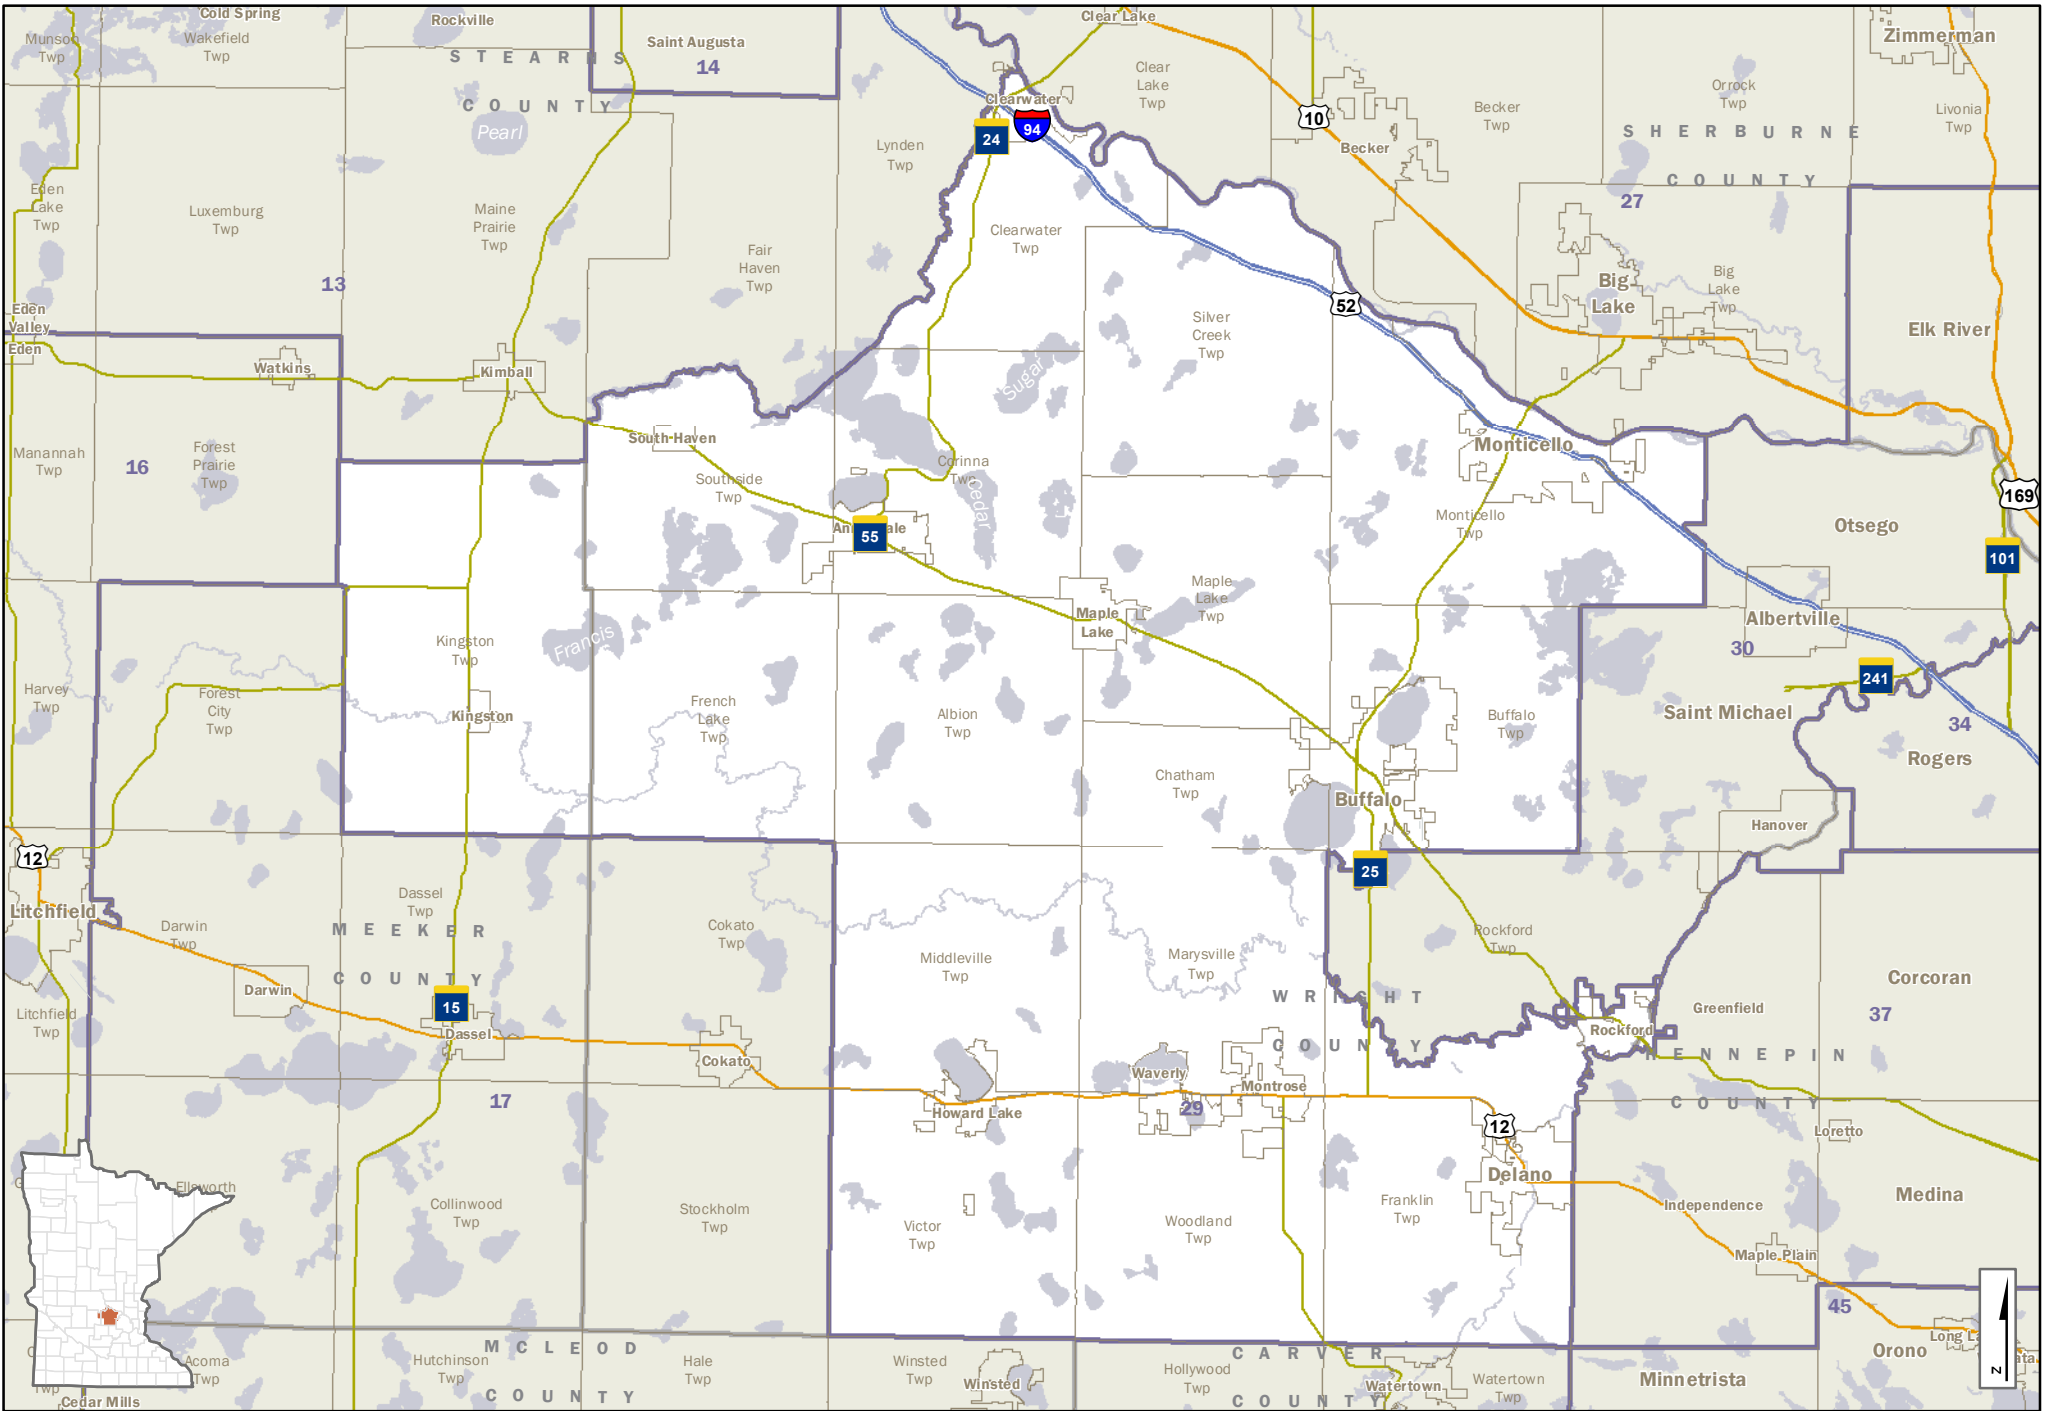 Cold Spring
Rockville
Clear Lake
Munson
Twp
Wakefield
Twp
Saint Augusta
14
STEARNS
COUNTY
Zimmerman
Clear
Lake
Twp
Orrock
Twp
Becker
Twp
Livonia
Twp
Clearwater
24
94
10
Becker
Pearl
SHERBURNE
COUNTY
27
Lynden
Twp
Eden
Lake
Twp
Luxemburg
Twp
Maine
Prairie
Twp
Clearwater
Twp
Fair
Haven
Twp
13
Big
Lake
Big
Lake
Twp
52
Eden
Valley
Eden
Silver
Creek
Twp
Elk River
Watkins
Kimball
Sugar
South Haven
Monticello
Manannah
Twp
16
Forest
Prairie
Twp
Corinna
Twp
Cedar
Southside
Twp
169
Monticello
Twp
Otsego
55
101
Maple
Lake
Twp
Maple
Lake
Albertville
30
Kingston
Twp
Francis
241
Harvey
Twp
Forest
City
Twp
Kingston
French
Lake
Twp
Albion
Twp
Buffalo
Twp
Saint Michael
34
Rogers
Chatham
Twp
Buffalo
Hanover
12
25
Litchfield
Darwin
Twp
Dassel
Twp
MEEKER
COUNTY
Cokato
Twp
Middleville
Twp
Marysville
Twp
Rockford
Twp
Corcoran
Darwin
15
WRIGHT
COUNTY
Greenfield
37
Litchfield
Twp
Dassel
Rockford
HENNEPIN
COUNTY
Cokato
Waverly
Montrose
17
Howard Lake
29
12
Loretto
Delano
Ellsworth
Collinwood
Twp
Stockholm
Twp
Victor
Twp
Woodland
Twp
Franklin
Twp
Independence
Medina
Maple Plain
45
MCLEOD
COUNTY
CARVER
COUNTY
Acoma
Twp
Hutchinson
Twp
Hale
Twp
Winsted
Twp
Winsted
Hollywood
Twp
Watertown
Watertown
Twp
Minnetrista
Orono
Cedar Mills
Twp
N